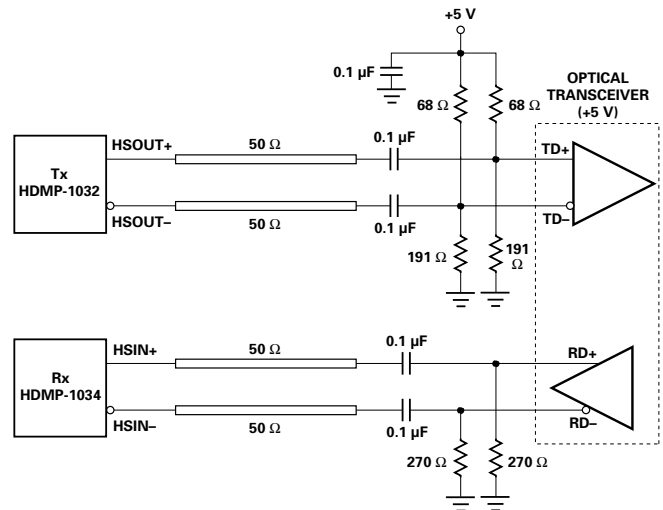 +5 V
0.1 µF
68 Ω
68 Ω
OPTICAL
TRANSCEIVER
(+5 V)
Tx
HDMP-1032
HSOUT+
50 Ω
0.1 µF
TD+
HSOUT–
50 Ω
0.1 µF
TD–
191 Ω
191
Ω
Rx
HDMP-1034
HSIN+
50 Ω
0.1 µF
RD+
HSIN–
50 Ω
0.1 µF
RD–
270 Ω
270 Ω